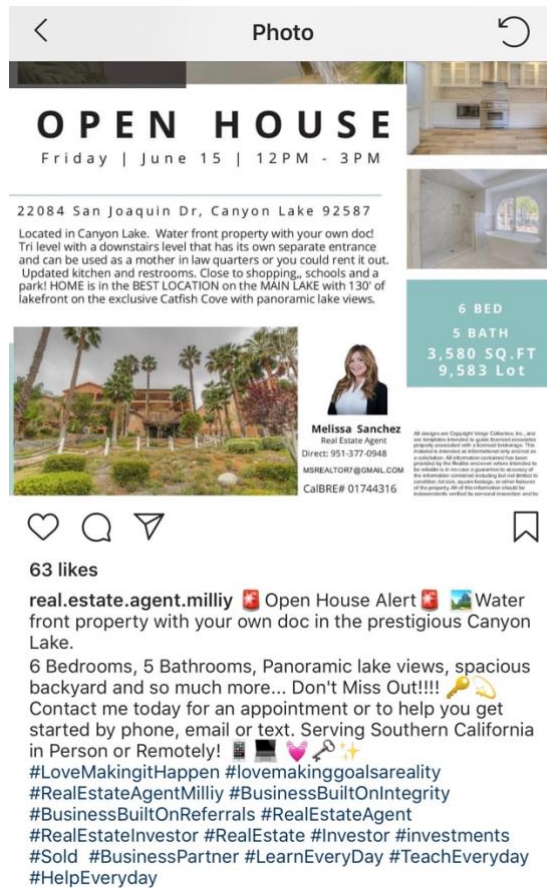 Photo
OPEN HOUSE
Friday | June 15 | 12PM - 3PM
22084 San Joaquin Dr, Canyon Lake 92587
Located in Canyon Lake. Water front property with your own doc!
Tri level with a downstairs level that has its own separate entrance
and can be used as a mother in law quarters or you could rent it out.
Updated kitchen and restrooms. Close to shopping,, schools and a
park! HOME is in the BEST LOCATION on the MAIN LAKE with 130' of
lakefront on the exclusive Catfish Cove with panoramic lake views.
6 BED
5 BATH
3,580 SQ.FT
9,583 Lot
Melissa Sanchez
Real Estate Agent
Direct: 951-377-0948
MSREALTOR7@GMAIL.COM
CalBRE# 01744316
63 likes
real.estate.agent.milliy 🚨Open House Alert🚨 🏞Water
front property with your own doc in the prestigious Canyon
Lake.
6 Bedrooms, 5 Bathrooms, Panoramic lake views, spacious
backyard and so much more... Don't Miss Out!!!! 🔑💫
Contact me today for an appointment or to help you get
started by phone, email or text. Serving Southern California
in Person or Remotely! 📱 💻 💓 🗝✨
#LoveMakingitHappen #lovemakinggoalsareality
#RealEstateAgentMilliy #BusinessBuiltOnIntegrity
#BusinessBuiltOnReferrals #RealEstateAgent
#RealEstateInvestor #RealEstate #Investor #investments
#Sold #BusinessPartner #LearnEveryDay #TeachEveryday
#HelpEveryday